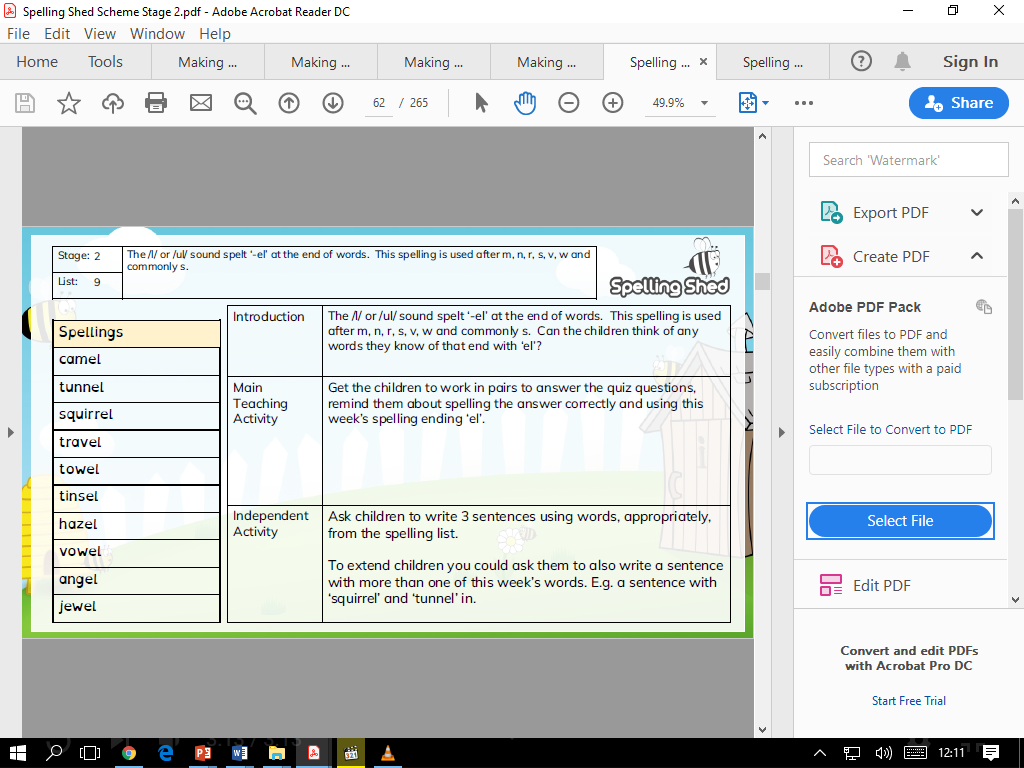 Spelling Shed Scheme Stage 2.pdf - Adobe Acrobat Reader DC
File Edit View Window Help
Home Tools Making ... Making ... Making ... Making ... Spelling ... × Spelling ... Sign In
62 / 265 49.9% Share
Stage: 2
List: 9
The /l/ or /ul/ sound spelt ‘-el’ at the end of words. This spelling is used after m, n, r, s, v, w and
commonly s.
Spelling Shed
Spellings
camel
tunnel
squirrel
travel
towel
tinsel
hazel
vowel
angel
jewel
Introduction
The /l/ or /ul/ sound spelt ‘-el’ at the end of words. This spelling is used
after m, n, r, s, v, w and commonly s. Can the children think of any
words they know of that end with ‘el’?
Main
Teaching
Activity
Get the children to work in pairs to answer the quiz questions,
remind them about spelling the answer correctly and using this
week’s spelling ending ‘el’.
Independent
Activity
Ask children to write 3 sentences using words, appropriately,
from the spelling list.
To extend children you could ask them to also write a sentence
with more than one of this week’s words. E.g. a sentence with
‘squirrel’ and ‘tunnel’ in.
Search 'Watermark'
Export PDF
Create PDF
Adobe PDF Pack
Convert files to PDF and
easily combine them with
other file types with a paid
subscription
Select File to Convert to PDF
Select File
Edit PDF
Convert and edit PDFs
with Acrobat Pro DC
Start Free Trial
12:11